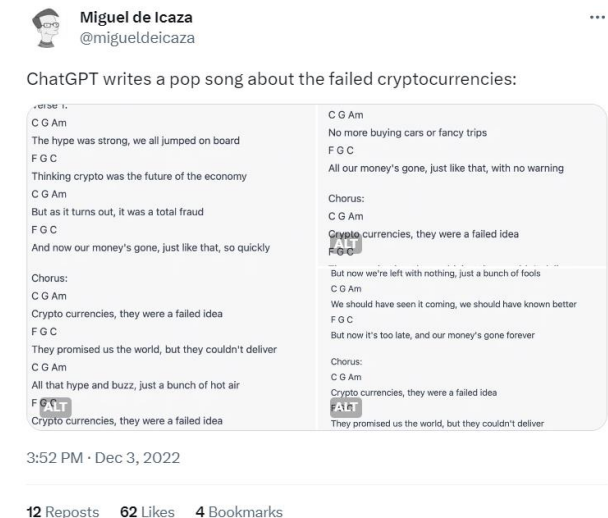 Miguel de Icaza
@migueldeicaza
ChatGPT writes a pop song about the failed cryptocurrencies:
Verse 1:
C G Am
The hype was strong, we all jumped on board
F G C
Thinking crypto was the future of the economy
C G Am
But as it turns out, it was a total fraud
F G C
And now our money's gone, just like that, so quickly
Chorus:
C G Am
Crypto currencies, they were a failed idea
F G C
They promised us the world, but they couldn't deliver
C G Am
All that hype and buzz, just a bunch of hot air
F G C
ALT
Crypto currencies, they were a failed idea
C G Am
No more buying cars or fancy trips
F G C
All our money's gone, just like that, with no warning
Chorus:
C G Am
Crypto currencies, they were a failed idea
ALT
F G C
But now we're left with nothing, just a bunch of fools
C G Am
We should have seen it coming, we should have known better
F G C
But now it's too late, and our money's gone forever
Chorus:
C G Am
Crypto currencies, they were a failed idea
ALT
They promised us the world, but they couldn't deliver
3:52 PM · Dec 3, 2022
12 Reposts 62 Likes 4 Bookmarks